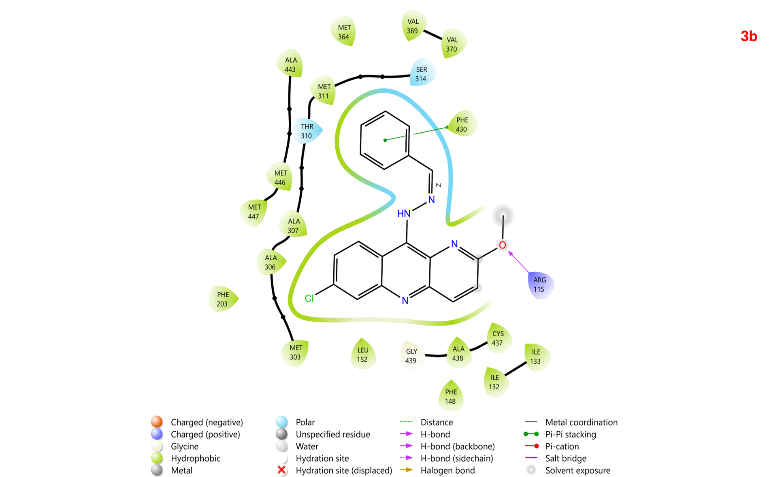 3b
MET
364
VAL
369
VAL
370
ALA
443
SER
314
MET
311
THR
310
PHE
430
MET
446
MET
447
ALA
307
Z
N
HN
N
O
ALA
306
ARG
115
PHE
203
Cl
N
MET
303
LEU
152
GLY
439
ALA
438
CYS
437
ILE
133
ILE
132
PHE
148
Charged (negative)
Charged (positive)
Glycine
Hydrophobic
Metal
Polar
Unspecified residue
Water
Hydration site
Hydration site (displaced)
Distance
H-bond
H-bond (backbone)
H-bond (sidechain)
Halogen bond
Metal coordination
Pi-Pi stacking
Pi-cation
Salt bridge
Solvent exposure